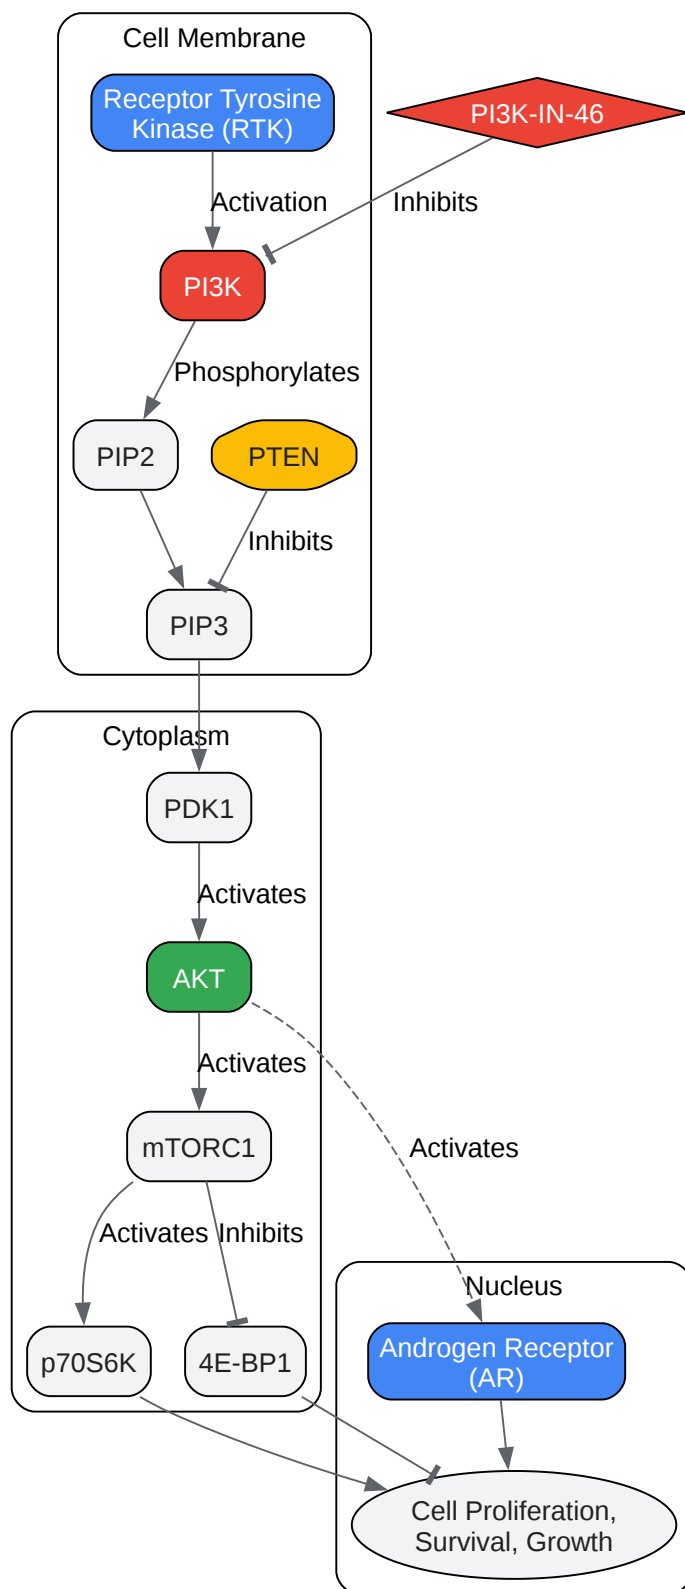 Cell Membrane
Receptor Tyrosine
Kinase (RTK)
PI3K-IN-46
Activation
Inhibits
PI3K
Phosphorylates
PIP2
PTEN
Inhibits
PIP3
Cytoplasm
PDK1
Activates
AKT
Activates
mTORC1
Activates
Activates
Inhibits
Nucleus
p70S6K
4E-BP1
Androgen Receptor
(AR)
Cell Proliferation,
Survival, Growth